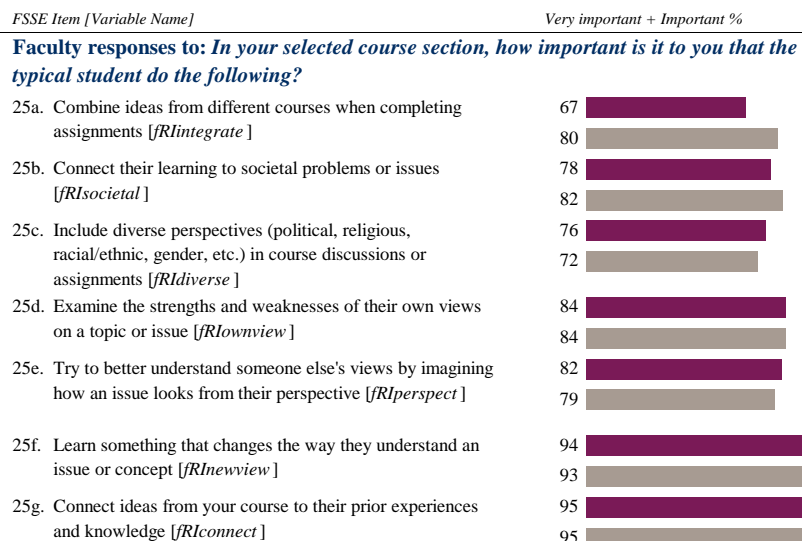 FSSE Item [Variable Name] Very important + Important %
Faculty responses to: In your selected course section, how important is it to you that the
typical student do the following?
25a. Combine ideas from different courses when completing 67
assignments [fRIintegrate ] 80
25b. Connect their learning to societal problems or issues 78
[fRIsocietal ] 82
25c. Include diverse perspectives (political, religious, 76
racial/ethnic, gender, etc.) in course discussions or 72
assignments [fRIdiverse ]
25d. Examine the strengths and weaknesses of their own views 84
on a topic or issue [fRIownview ] 84
25e. Try to better understand someone else's views by imagining 82
how an issue looks from their perspective [fRIperspect ] 79
25f. Learn something that changes the way they understand an 94
issue or concept [fRInewview ] 93
25g. Connect ideas from your course to their prior experiences 95
and knowledge [fRIconnect ] 95